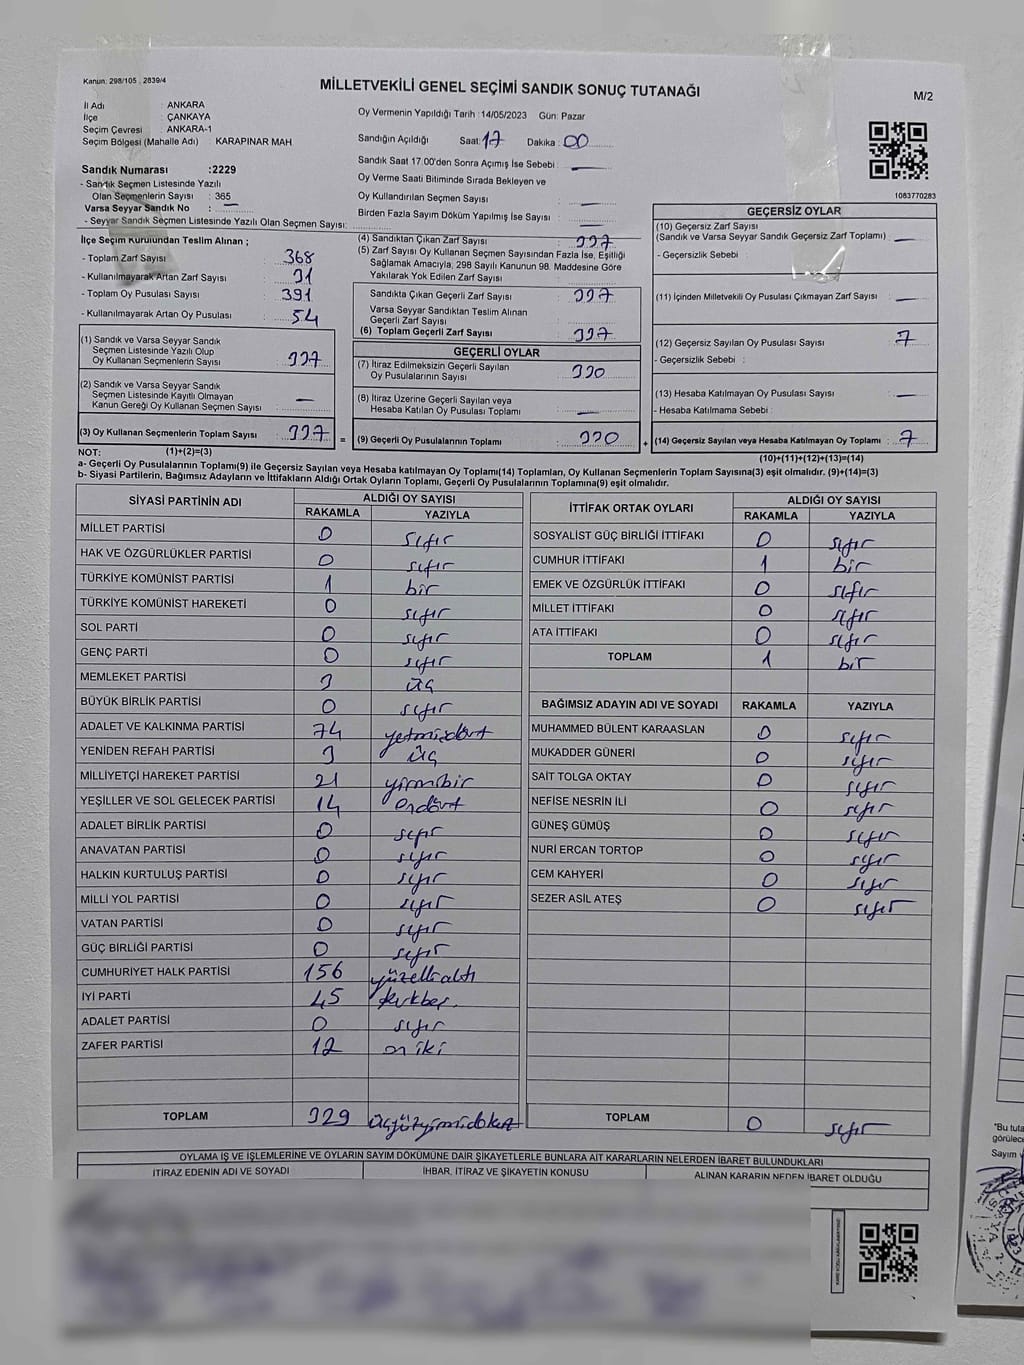 Kanun: 298/105 , 2839/4
MİLLETVEKİLİ GENEL SEÇİMİ SANDIK SONUÇ TUTANAĞI
M/2
İl Adı : ANKARA
İlçe : ÇANKAYA
Seçim Çevresi : ANKARA-1
Seçim Bölgesi (Mahalle Adı) KARAPINAR MAH
Oy Vermenin Yapıldığı Tarih : 14/05/2023 Gün: Pazar
Sandığın Açıldığı Saat: 17 Dakika: 00
Sandık Saat 17.00'den Sonra Açımış İse Sebebi : —
Oy Verme Saati Bitiminde Sırada Bekleyen ve
Oy Kullandırılan Seçmen Sayısı : —
Birden Fazla Sayım Döküm Yapılmış İse Sayısı : —
1083770283
Sandık Numarası :2229
- Sandık Seçmen Listesinde Yazılı
Olan Seçmenlerin Sayısı : 365
Varsa Seyyar Sandık No : —
- Seyyar Sandık Seçmen Listesinde Yazılı Olan Seçmen Sayısı:
İlçe Seçim Kurulundan Teslim Alınan ;
- Toplam Zarf Sayısı : 368
- Kullanılmayarak Artan Zarf Sayısı : 31
- Toplam Oy Pusulası Sayısı : 391
- Kullanılmayarak Artan Oy Pusulası : 54
(1) Sandık ve Varsa Seyyar Sandık
Seçmen Listesinde Yazılı Olup
Oy Kullanan Seçmenlerin Sayısı : 337
(2) Sandık ve Varsa Seyyar Sandık
Seçmen Listesinde Kayıtlı Olmayan
Kanun Gereği Oy Kullanan Seçmen Sayısı : —
(3) Oy Kullanan Seçmenlerin Toplam Sayısı : 337 =
(4) Sandıktan Çıkan Zarf Sayısı : 337
(5) Zarf Sayısı Oy Kullanan Seçmen Sayısından Fazla İse, Eşitliği
Sağlamak Amacıyla, 298 Sayılı Kanunun 98. Maddesine Göre
Yakılarak Yok Edilen Zarf Sayısı :
Sandıkta Çıkan Geçerli Zarf Sayısı : 337
Varsa Seyyar Sandıktan Teslim Alınan
Geçerli Zarf Sayısı :
(6) Toplam Geçerli Zarf Sayısı : 337
GEÇERLİ OYLAR
(7) İtiraz Edilmeksizin Geçerli Sayılan
Oy Pusulalarının Sayısı : 330
(8) İtiraz Üzerine Geçerli Sayılan veya
Hesaba Katılan Oy Pusulası Toplamı : —
(9) Geçerli Oy Pusulalarının Toplamı : 330 +
GEÇERSİZ OYLAR
(10) Geçersiz Zarf Sayısı
(Sandık ve Varsa Seyyar Sandık Geçersiz Zarf Toplamı) : —
- Geçersizlik Sebebi :
(11) İçinden Milletvekili Oy Pusulası Çıkmayan Zarf Sayısı : —
(12) Geçersiz Sayılan Oy Pusulası Sayısı : 7
- Geçersizlik Sebebi :
(13) Hesaba Katılmayan Oy Pusulası Sayısı : —
- Hesaba Katılmama Sebebi :
(14) Geçersiz Sayılan veya Hesaba Katılmayan Oy Toplamı : 7
NOT: (1)+(2)=(3) (10)+(11)+(12)+(13)=(14)
a- Geçerli Oy Pusulalarının Toplamı(9) ile Geçersiz Sayılan veya Hesaba katılmayan Oy Toplamı(14) Toplamları, Oy Kullanan Seçmenlerin Toplam Sayısına(3) eşit olmalıdır. (9)+(14)=(3)
b- Siyasi Partilerin, Bağımsız Adayların ve İttifakların Aldığı Ortak Oyların Toplamı, Geçerli Oy Pusulalarının Toplamına(9) eşit olmalıdır.
SİYASİ PARTİNİN ADI ALDIĞI OY SAYISI
RAKAMLA YAZIYLA
MİLLET PARTİSİ 0 sıfır
HAK VE ÖZGÜRLÜKLER PARTİSİ 0 sıfır
TÜRKİYE KOMÜNİST PARTİSİ 1 bir
TÜRKİYE KOMÜNİST HAREKETİ 0 sıfır
SOL PARTİ 0 sıfır
GENÇ PARTİ 0 sıfır
MEMLEKET PARTİSİ 3 üç
BÜYÜK BİRLİK PARTİSİ 0 sıfır
ADALET VE KALKINMA PARTİSİ 74 yetmişdört
YENİDEN REFAH PARTİSİ 3 üç
MİLLİYETÇİ HAREKET PARTİSİ 21 yirmibir
YEŞİLLER VE SOL GELECEK PARTİSİ 14 ondört
ADALET BİRLİK PARTİSİ 0 sıfır
ANAVATAN PARTİSİ 0 sıfır
HALKIN KURTULUŞ PARTİSİ 0 sıfır
MİLLİ YOL PARTİSİ 0 sıfır
VATAN PARTİSİ 0 sıfır
GÜÇ BİRLİĞİ PARTİSİ 0 sıfır
CUMHURİYET HALK PARTİSİ 156 yüzellialtı
İYİ PARTİ 45 kırkbeş
ADALET PARTİSİ 0 sıfır
ZAFER PARTİSİ 12 on iki
TOPLAM 329 üçyüzyirmidokuz
İTTİFAK ORTAK OYLARI ALDIĞI OY SAYISI
RAKAMLA YAZIYLA
SOSYALİST GÜÇ BİRLİĞİ İTTİFAKI 0 sıfır
CUMHUR İTTİFAKI 1 bir
EMEK VE ÖZGÜRLÜK İTTİFAKI 0 sıfır
MİLLET İTTİFAKI 0 sıfır
ATA İTTİFAKI 0 sıfır
TOPLAM 1 bir
BAĞIMSIZ ADAYIN ADI VE SOYADI RAKAMLA YAZIYLA
MUHAMMED BÜLENT KARAASLAN 0 sıfır
MUKADDER GÜNERİ 0 sıfır
SAİT TOLGA OKTAY 0 sıfır
NEFİSE NESRİN İLİ 0 sıfır
GÜNEŞ GÜMÜŞ 0 sıfır
NURİ ERCAN TORTOP 0 sıfır
CEM KAHYERİ 0 sıfır
SEZER ASİL ATEŞ 0 sıfır
TOPLAM 0 sıfır
OYLAMA İŞ VE İŞLEMLERİNE VE OYLARIN SAYIM DÖKÜMÜNE DAİR ŞİKAYETLERLE BUNLARA AİT KARARLARIN NELERDEN İBARET BULUNDUKLARI
İTİRAZ EDENİN ADI VE SOYADI İHBAR, İTİRAZ VE ŞİKAYETİN KONUSU ALINAN KARARIN NEDEN İBARET OLDUĞU
"Bu tuta
görülece
Sayım v